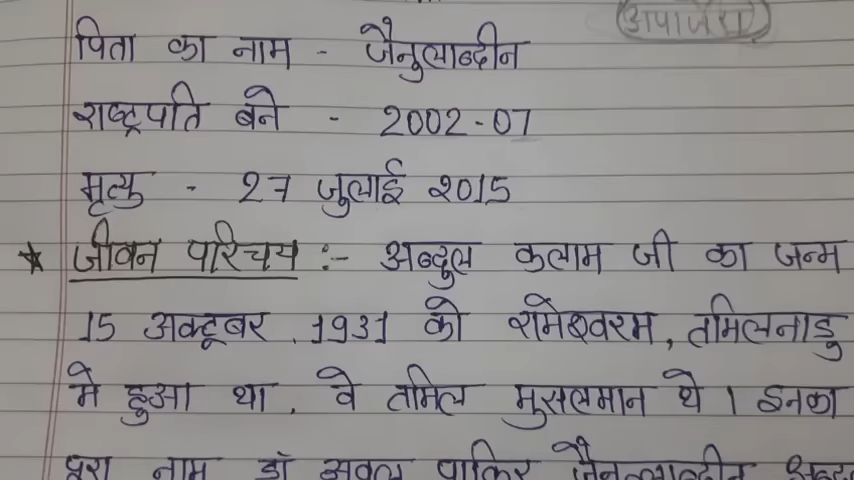 पिता का नाम - जैनुलाब्दीन
राष्ट्रपति बने - 2002-07
मृत्यु - 27 जुलाई 2015
★ जीवन परिचय :- अब्दुल कलाम जी का जन्म
15 अक्टूबर, 1931 को रामेश्वरम, तमिलनाडु
मे हुआ था. वे तमिल मुसलमान थे । इनका
पूरा नाम डॉ अवुल पाकिर जैनुल्लाब्दीन